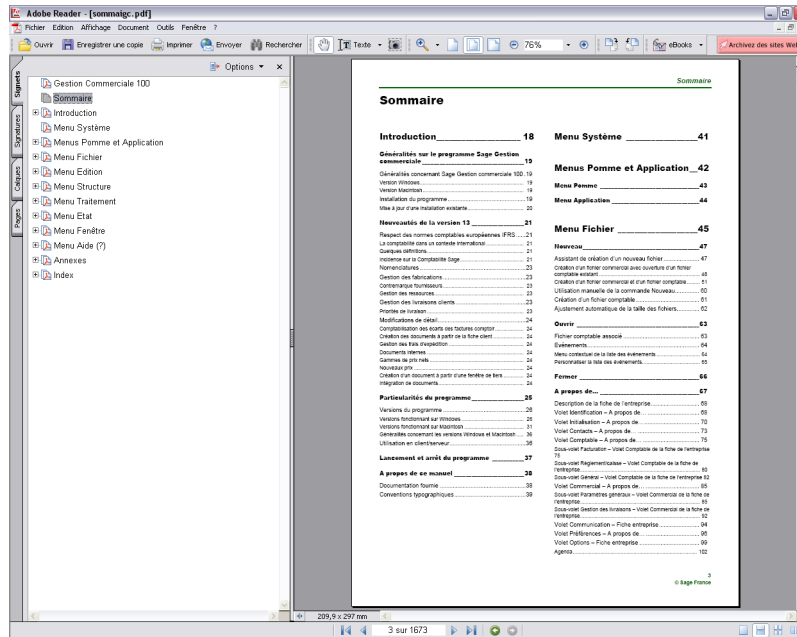 Adobe Reader - [sommaigc.pdf]
Fichier Edition Affichage Document Outils Fenêtre ?
Ouvrir Enregistrer une copie Imprimer Envoyer Rechercher Texte 76% eBooks Archivez des sites We
Options
Signets
Signatures
Calques
Pages
Gestion Commerciale 100
Sommaire
Introduction
Menu Système
Menus Pomme et Application
Menu Fichier
Menu Edition
Menu Structure
Menu Traitement
Menu Etat
Menu Fenêtre
Menu Aide (?)
Annexes
Index
Sommaire
Sommaire
Introduction 18
Généralités sur le programme Sage Gestion
commerciale 19
Généralités concernant Sage Gestion commerciale 100. 19
Version Windows 19
Version Macintosh 19
Installation du programme 19
Mise à jour d'une installation existante 20
Nouveautés de la version 13 21
Respect des normes comptables européennes IFRS 21
La comptabilité dans un contexte international 21
Quelques définitions 21
Incidence sur la Comptabilité Sage 21
Nomenclatures 23
Gestion des fabrications 23
Contremarque fournisseurs 23
Gestion des ressources 23
Gestion des livraisons clients 23
Priorités de livraison 23
Modifications de détail 24
Comptabilisation des écarts des factures comptoir 24
Création des documents à partir de la fiche client 24
Gestion des frais d'expédition 24
Documents internes 24
Gammes de prix nets 24
Nouveaux prix 24
Création d'un document à partir d'une fenêtre de tiers 24
Intégration de documents 24
Particularités du programme 25
Versions du programme 26
Versions fonctionnant sur Windows 26
Versions fonctionnant sur Macintosh 31
Généralités concernant les versions Windows et Macintosh 36
Utilisation en client/serveur 36
Lancement et arrêt du programme 37
A propos de ce manuel 38
Documentation fournie 38
Conventions typographiques 39
Menu Système 41
Menus Pomme et Application 42
Menu Pomme 43
Menu Application 44
Menu Fichier 45
Nouveau 47
Assistant de création d'un nouveau fichier 47
Création d'un fichier commercial avec ouverture d'un fichier
comptable existant 48
Création d'un fichier commercial et d'un fichier comptable 51
Utilisation manuelle de la commande Nouveau 60
Création d'un fichier comptable 61
Ajustement automatique de la taille des fichiers 62
Ouvrir 63
Fichier comptable associé 63
Evénements 64
Menu contextuel de la liste des événements 64
Personnaliser la liste des événements 65
Fermer 66
A propos de... 67
Description de la fiche de l'entreprise 68
Volet Identification – A propos de... 68
Volet Initialisation – A propos de... 70
Volet Contacts – A propos de... 73
Volet Comptable – A propos de... 75
Sous-volet Facturation – Volet Comptable de la fiche de l'entreprise
75
Sous-volet Règlement/caisse – Volet Comptable de la fiche de
l'entreprise 80
Sous-volet Général – Volet Comptable de la fiche de l'entreprise 82
Volet Commercial – A propos de... 85
Sous-volet Paramètres généraux – Volet Commercial de la fiche de
l'entreprise 85
Sous-volet Gestion des livraisons – Volet Commercial de la fiche de
l'entreprise 92
Volet Communication – Fiche entreprise 94
Volet Préférences – A propos de... 96
Volet Options – Fiche entreprise 99
Agenda 102
3
© Sage France
209,9 x 297 mm
3 sur 1673